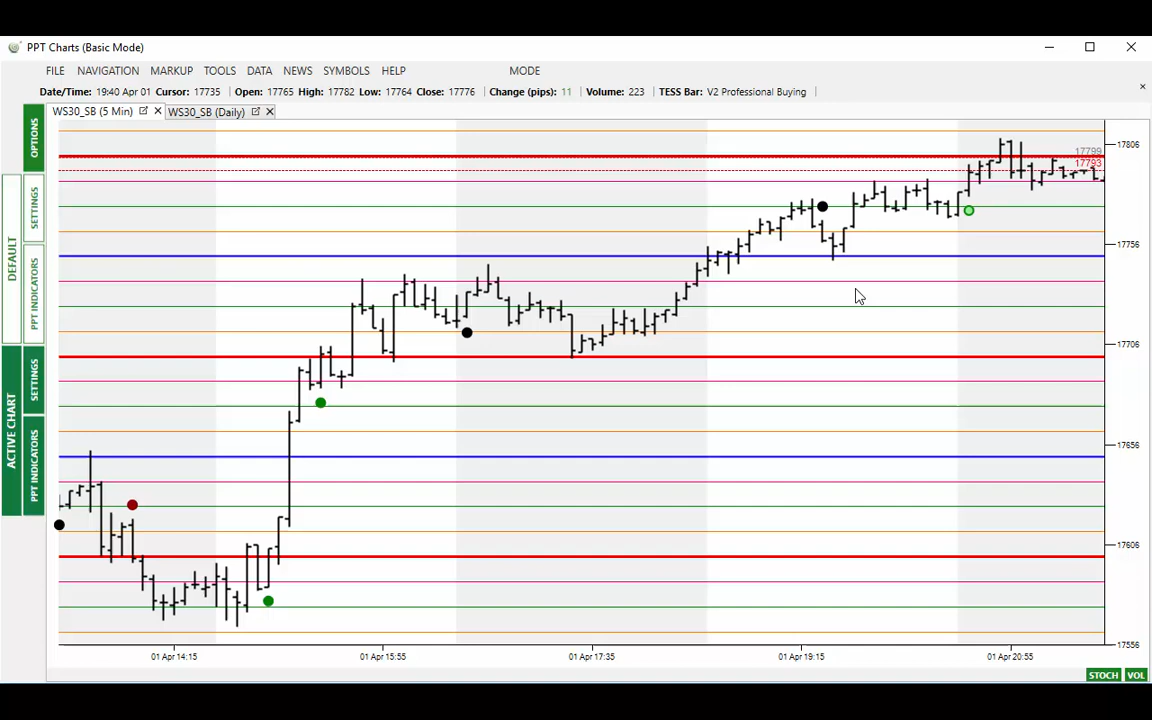 PPT Charts (Basic Mode)
FILE NAVIGATION MARKUP TOOLS DATA NEWS SYMBOLS HELP MODE
Date/Time: 19:40 Apr 01 Cursor: 17735 Open: 17765 High: 17782 Low: 17764 Close: 17776 Change (pips): 11 Volume: 223 TESS Bar: V2 Professional Buying
WS30_SB (5 Min) WS30_SB (Daily)
OPTIONS
DEFAULT
SETTINGS
PPT INDICATORS
ACTIVE CHART
SETTINGS
PPT INDICATORS
17799
17793
17806
17756
17706
17656
17606
17556
01 Apr 14:15 01 Apr 15:55 01 Apr 17:35 01 Apr 19:15 01 Apr 20:55
STOCH VOL